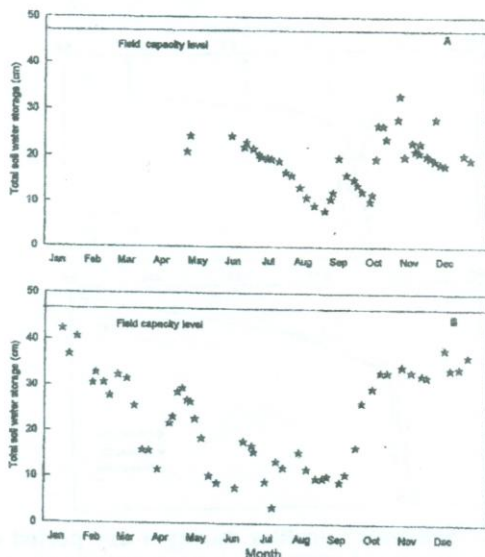 50
Field capacity level
A
40
30
20
10
0
Total soil water storage (cm)
Jan Feb Mar Apr May Jun Jul Aug Sep Oct Nov Dec
50
Field capacity level
B
40
30
20
10
0
Total soil water storage (cm)
Jan Feb Mar Apr May Jun Jul Aug Sep Oct Nov Dec
Month